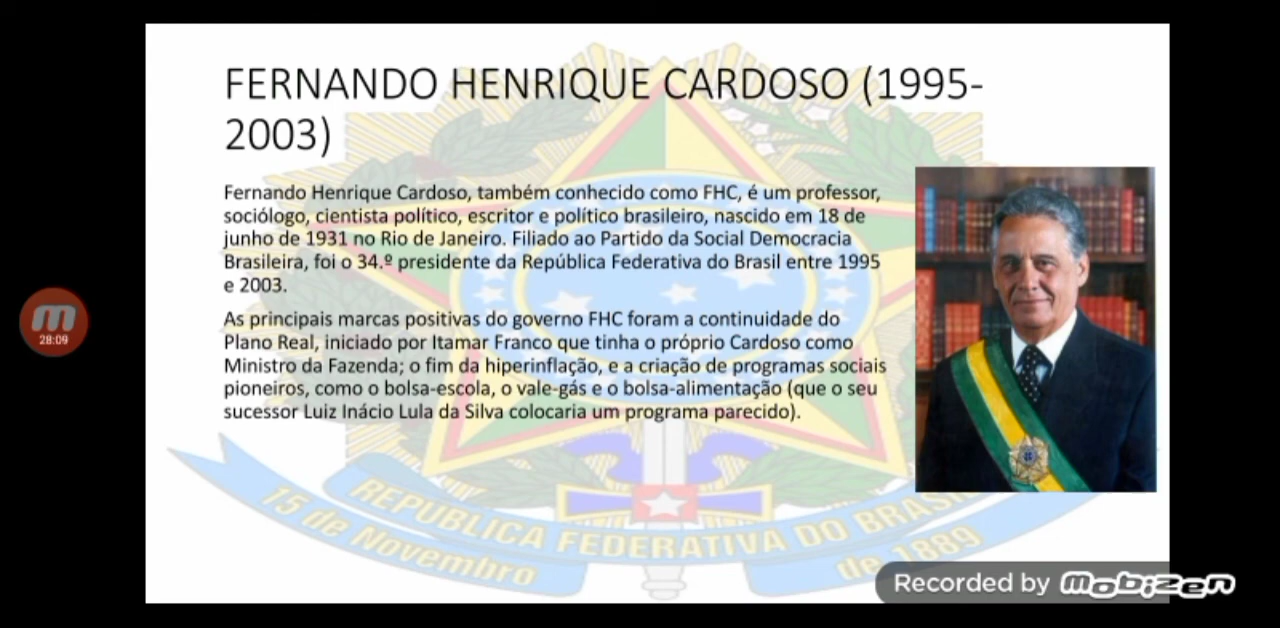 FERNANDO HENRIQUE CARDOSO (1995-
2003)
Fernando Henrique Cardoso, também conhecido como FHC, é um professor,
sociólogo, cientista político, escritor e político brasileiro, nascido em 18 de
junho de 1931 no Rio de Janeiro. Filiado ao Partido da Social Democracia
Brasileira, foi o 34.º presidente da República Federativa do Brasil entre 1995
e 2003.
As principais marcas positivas do governo FHC foram a continuidade do
Plano Real, iniciado por Itamar Franco que tinha o próprio Cardoso como
Ministro da Fazenda; o fim da hiperinflação, e a criação de programas sociais
pioneiros, como o bolsa-escola, o vale-gás e o bolsa-alimentação (que o seu
sucessor Luiz Inácio Lula da Silva colocaria um programa parecido).
28:09
REPUBLICA FEDERATIVA DO BRASI
15 de Novembro
de 1889
Recorded by mobizen